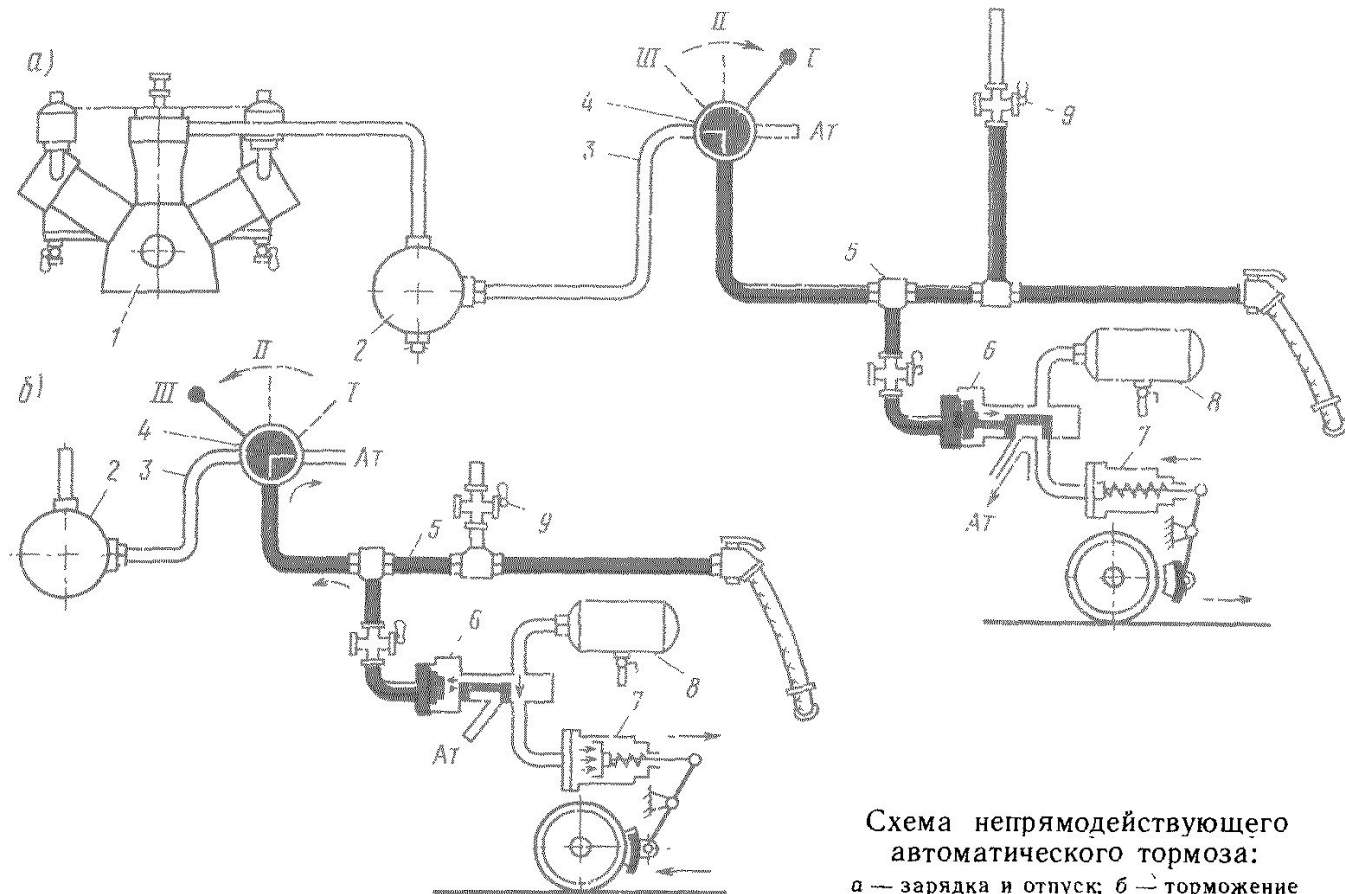 а)
II
III
I
4
3
Ат
9
5
1
2
6
8
7
Ат
б)
II
III
I
4
3
2
Ат
9
5
6
8
7
Ат
Схема непрямодействующего
автоматического тормоза:
а — зарядка и отпуск; б — торможение